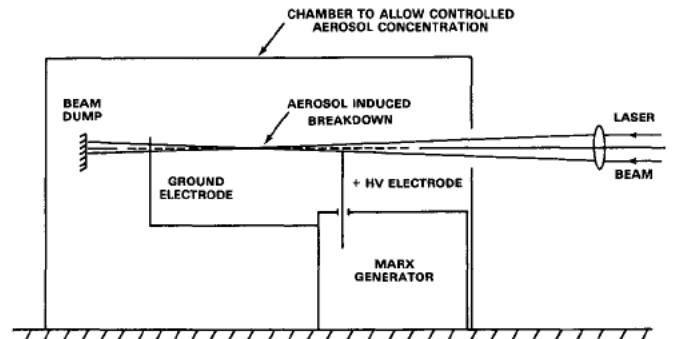 CHAMBER TO ALLOW CONTROLLED
AEROSOL CONCENTRATION
BEAM
DUMP
AEROSOL INDUCED
BREAKDOWN
LASER
BEAM
GROUND
ELECTRODE
+ HV ELECTRODE
MARX
GENERATOR